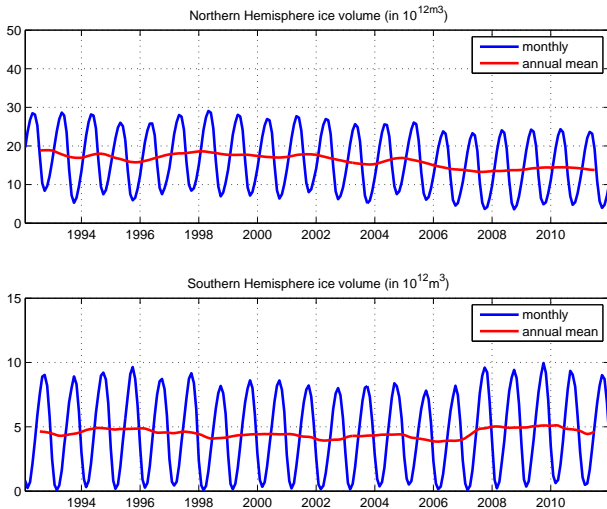 Northern Hemisphere ice volume (in 10^12m3)
50
40
30
20
10
0
monthly
annual mean
1994 1996 1998 2000 2002 2004 2006 2008 2010
Southern Hemisphere ice volume (in 10^12m^3)
15
10
5
0
monthly
annual mean
1994 1996 1998 2000 2002 2004 2006 2008 2010